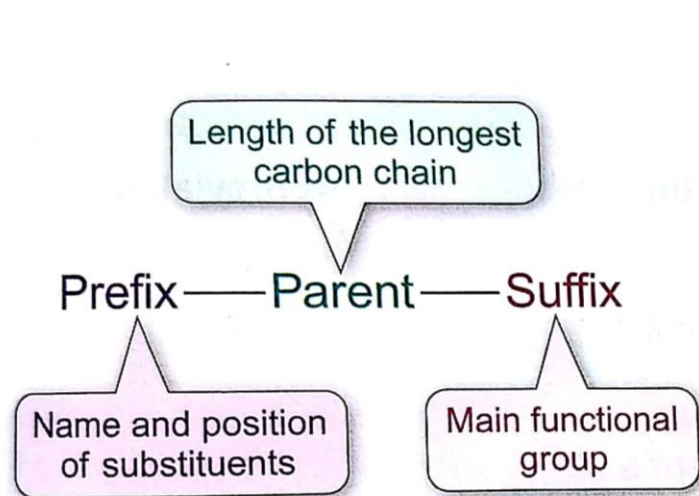 Length of the longest
carbon chain
Prefix — Parent — Suffix
Name and position
of substituents
Main functional
group